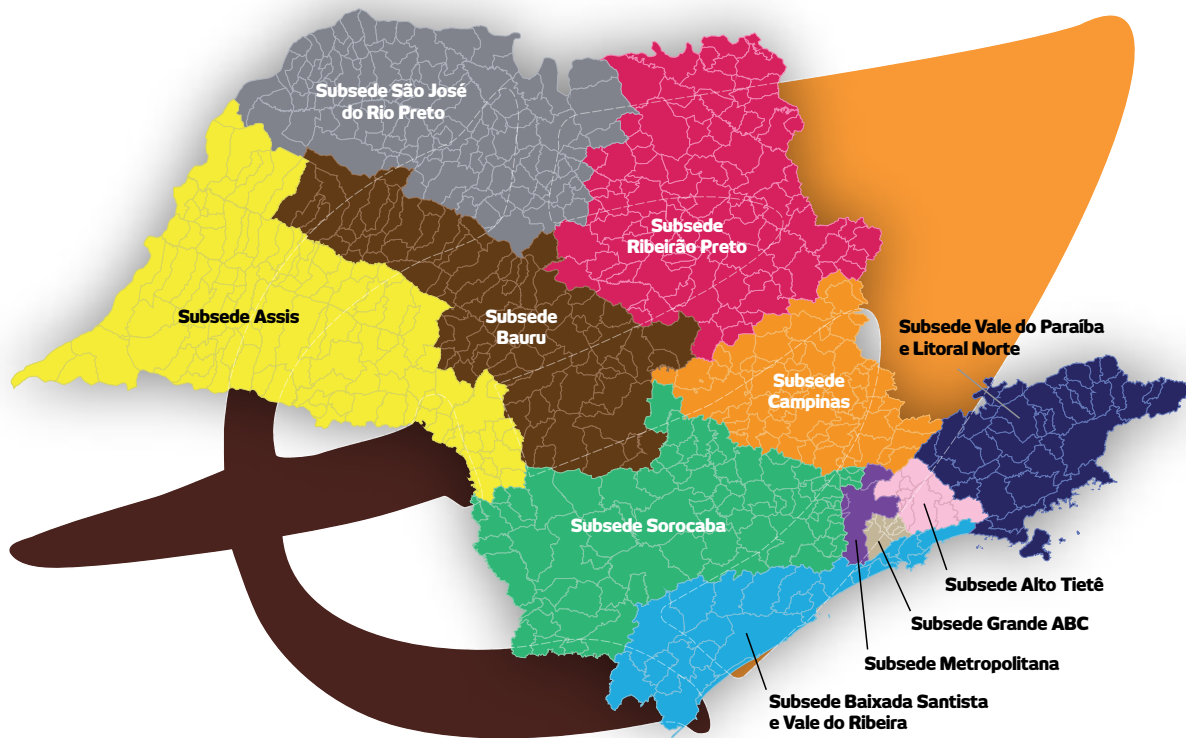 Subsede São José
do Rio Preto
Subsede
Ribeirão Preto
Subsede Assis
Subsede
Bauru
Subsede Vale do Paraíba
e Litoral Norte
Subsede
Campinas
Subsede Sorocaba
Subsede Alto Tietê
Subsede Grande ABC
Subsede Metropolitana
Subsede Baixada Santista
e Vale do Ribeira